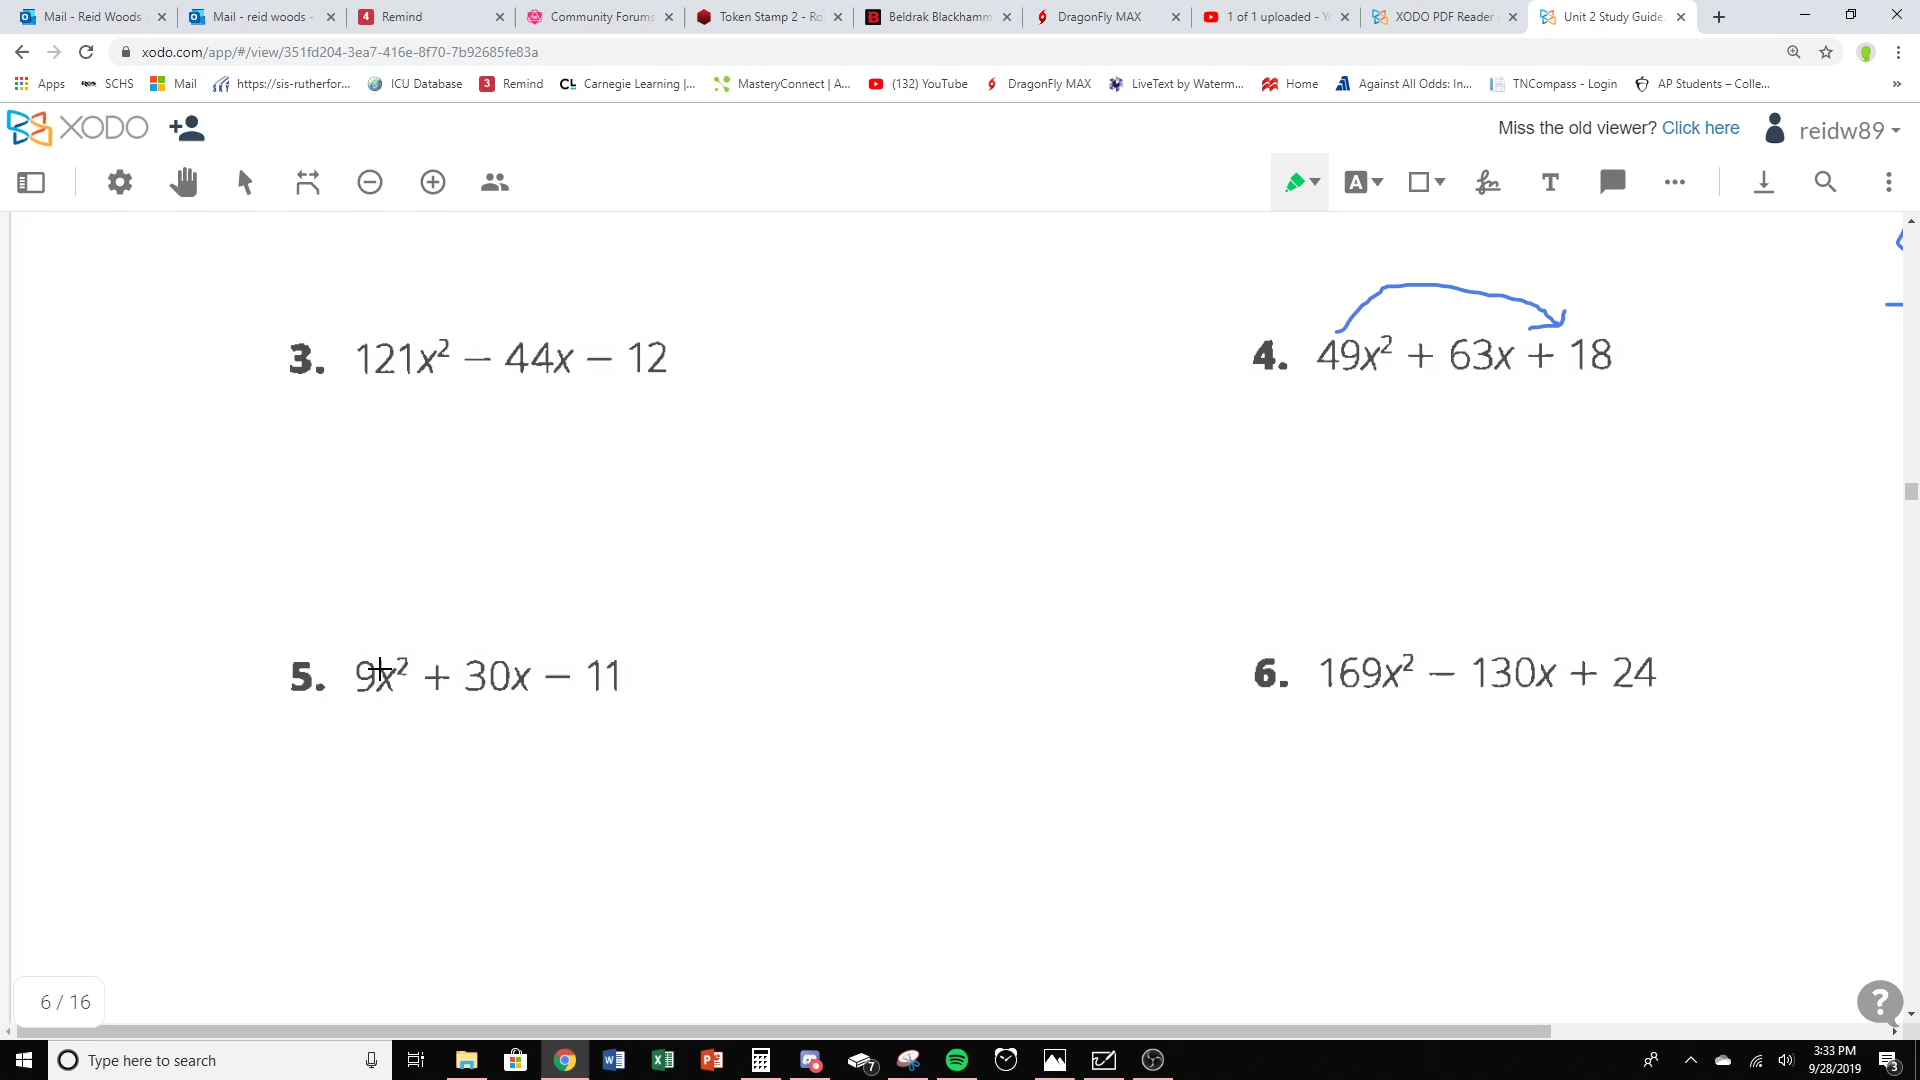 Mail - Reid Woods
Mail - reid woods -
Remind
Community Forums
Token Stamp 2 - Ro
Beldrak Blackhamm
DragonFly MAX
1 of 1 uploaded - Yo
XODO PDF Reader
Unit 2 Study Guide
xodo.com/app/#/view/351fd204-3ea7-416e-8f70-7b92685fe83a
Apps SCHS Mail https://sis-rutherfor... ICU Database 3 Remind CL Carnegie Learning |... MasteryConnect | A... (132) YouTube DragonFly MAX LiveText by Waterm... Home Against All Odds: In... TNCompass - Login AP Students – Colle... »
XODO
Miss the old viewer? Click here
reidw89
3. 121x² − 44x − 12
4. 49x² + 63x + 18
5. 9x² + 30x − 11
6. 169x² − 130x + 24
6 / 16
?
Type here to search
7
3:33 PM
9/28/2019
3